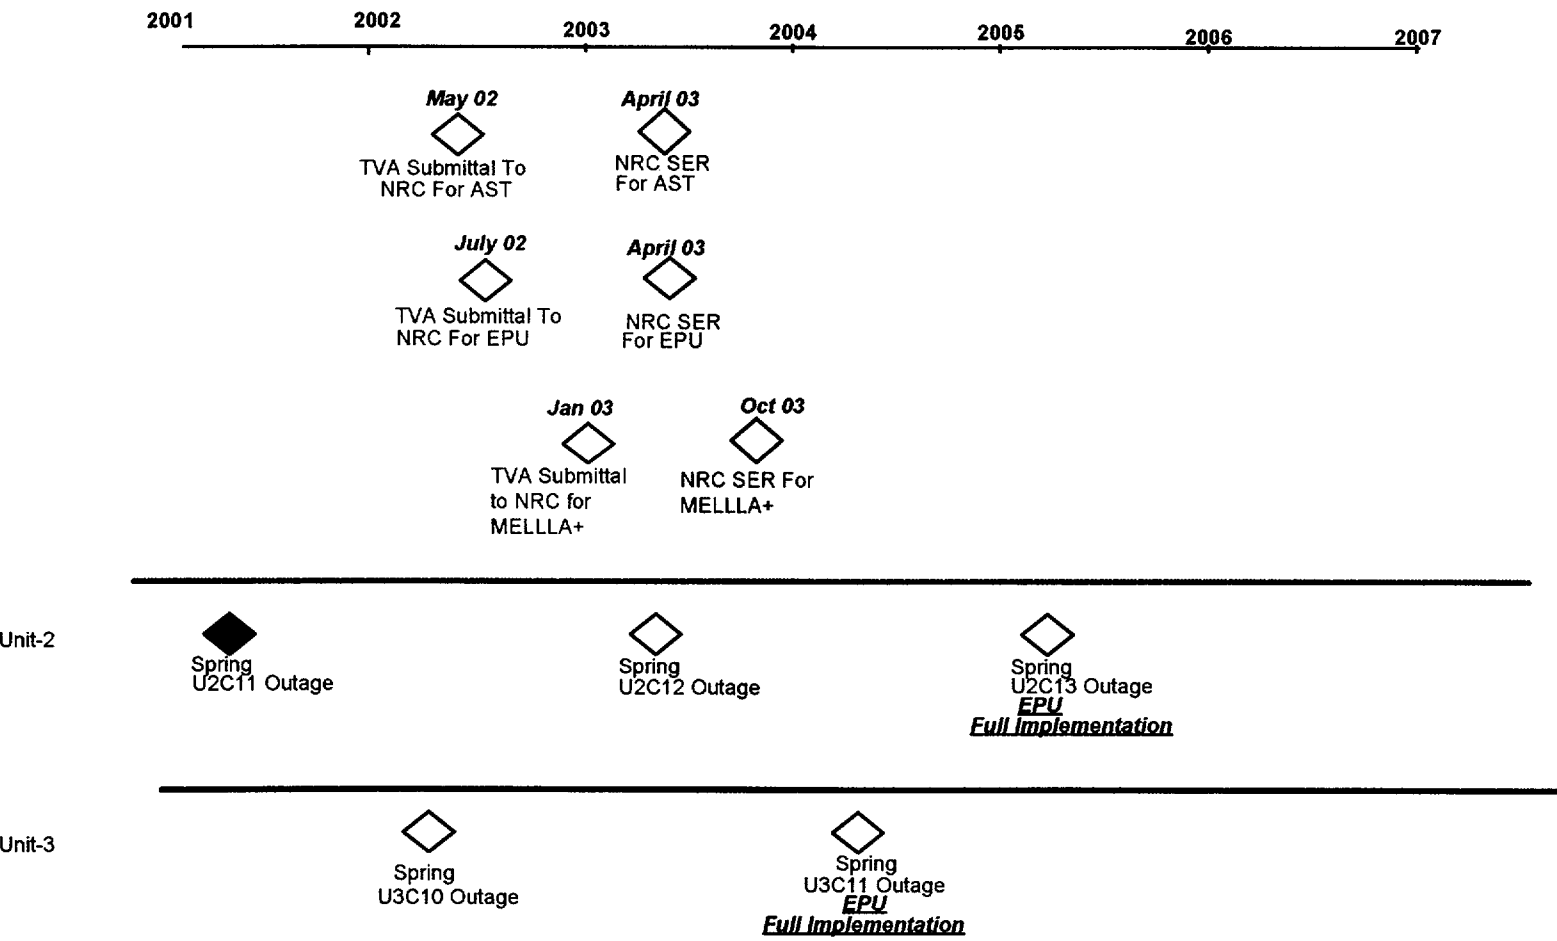 2001
2002
2003
2004
2005
2006
2007
May 02
April 03
TVA Submittal To
NRC For AST
NRC SER
For AST
July 02
April 03
TVA Submittal To
NRC For EPU
NRC SER
For EPU
Jan 03
Oct 03
TVA Submittal
to NRC for
MELLLA+
NRC SER For
MELLLA+
Unit-2
Spring
U2C11 Outage
Spring
U2C12 Outage
Spring
U2C13 Outage
EPU
Full Implementation
Unit-3
Spring
U3C10 Outage
Spring
U3C11 Outage
EPU
Full Implementation